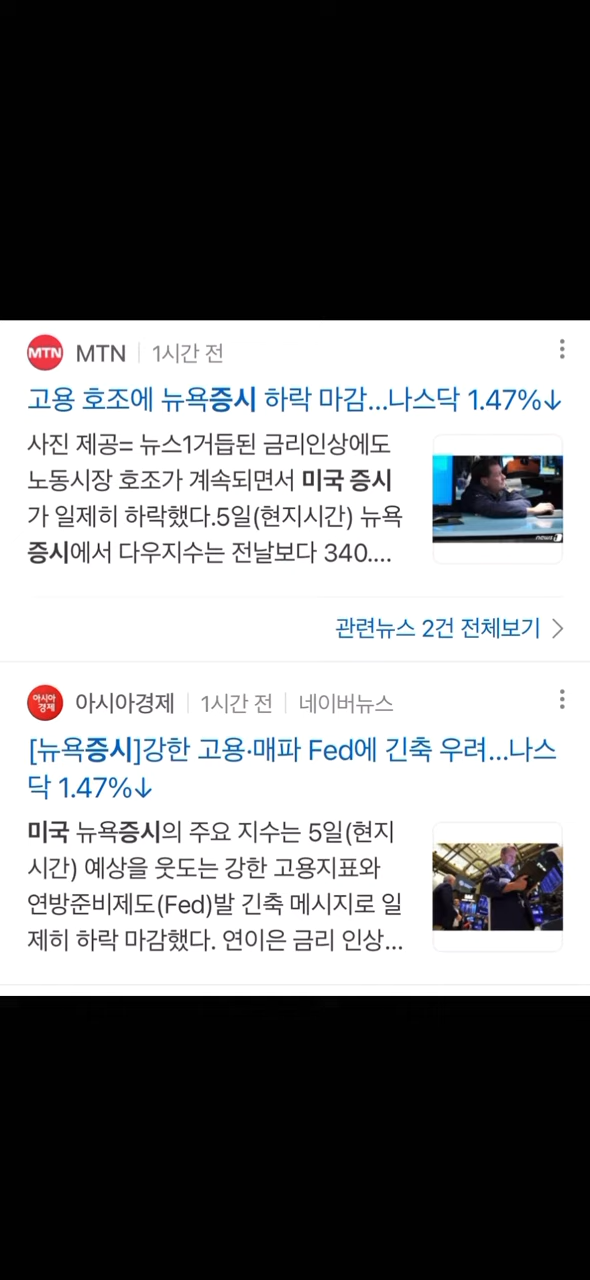 MTN MTN 1시간 전
고용 호조에 뉴욕증시 하락 마감...나스닥 1.47%↓
사진 제공= 뉴스1거듭된 금리인상에도
노동시장 호조가 계속되면서 미국 증시
가 일제히 하락했다.5일(현지시간) 뉴욕
증시에서 다우지수는 전날보다 340....
news1
관련뉴스 2건 전체보기 >
아시아
경제
아시아경제 1시간 전 네이버뉴스
[뉴욕증시]강한 고용·매파 Fed에 긴축 우려...나스
닥 1.47%↓
미국 뉴욕증시의 주요 지수는 5일(현지
시간) 예상을 웃도는 강한 고용지표와
연방준비제도(Fed)발 긴축 메시지로 일
제히 하락 마감했다. 연이은 금리 인상...